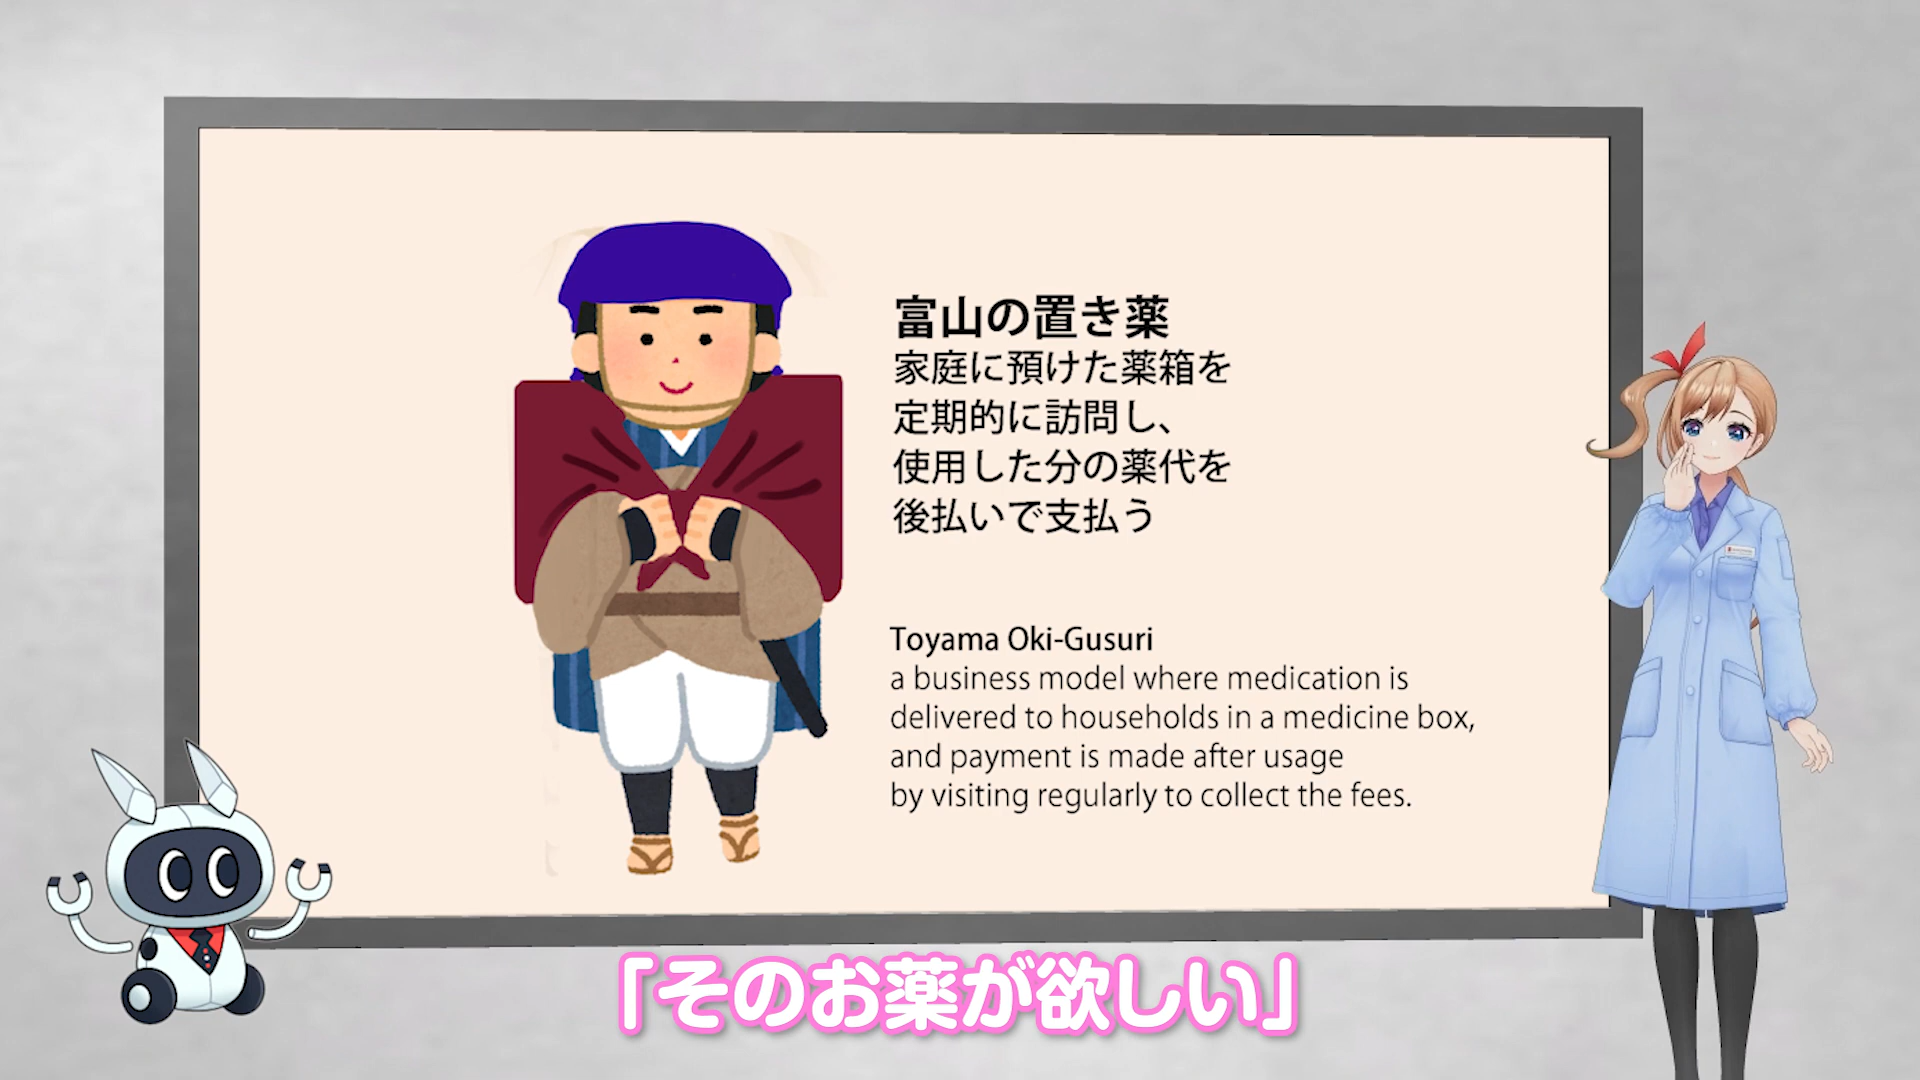 富山の置き薬
家庭に預けた薬箱を
定期的に訪問し、
使用した分の薬代を
後払いで支払う
Toyama Oki-Gusuri
a business model where medication is
delivered to households in a medicine box,
and payment is made after usage
by visiting regularly to collect the fees.
「そのお薬が欲しい」